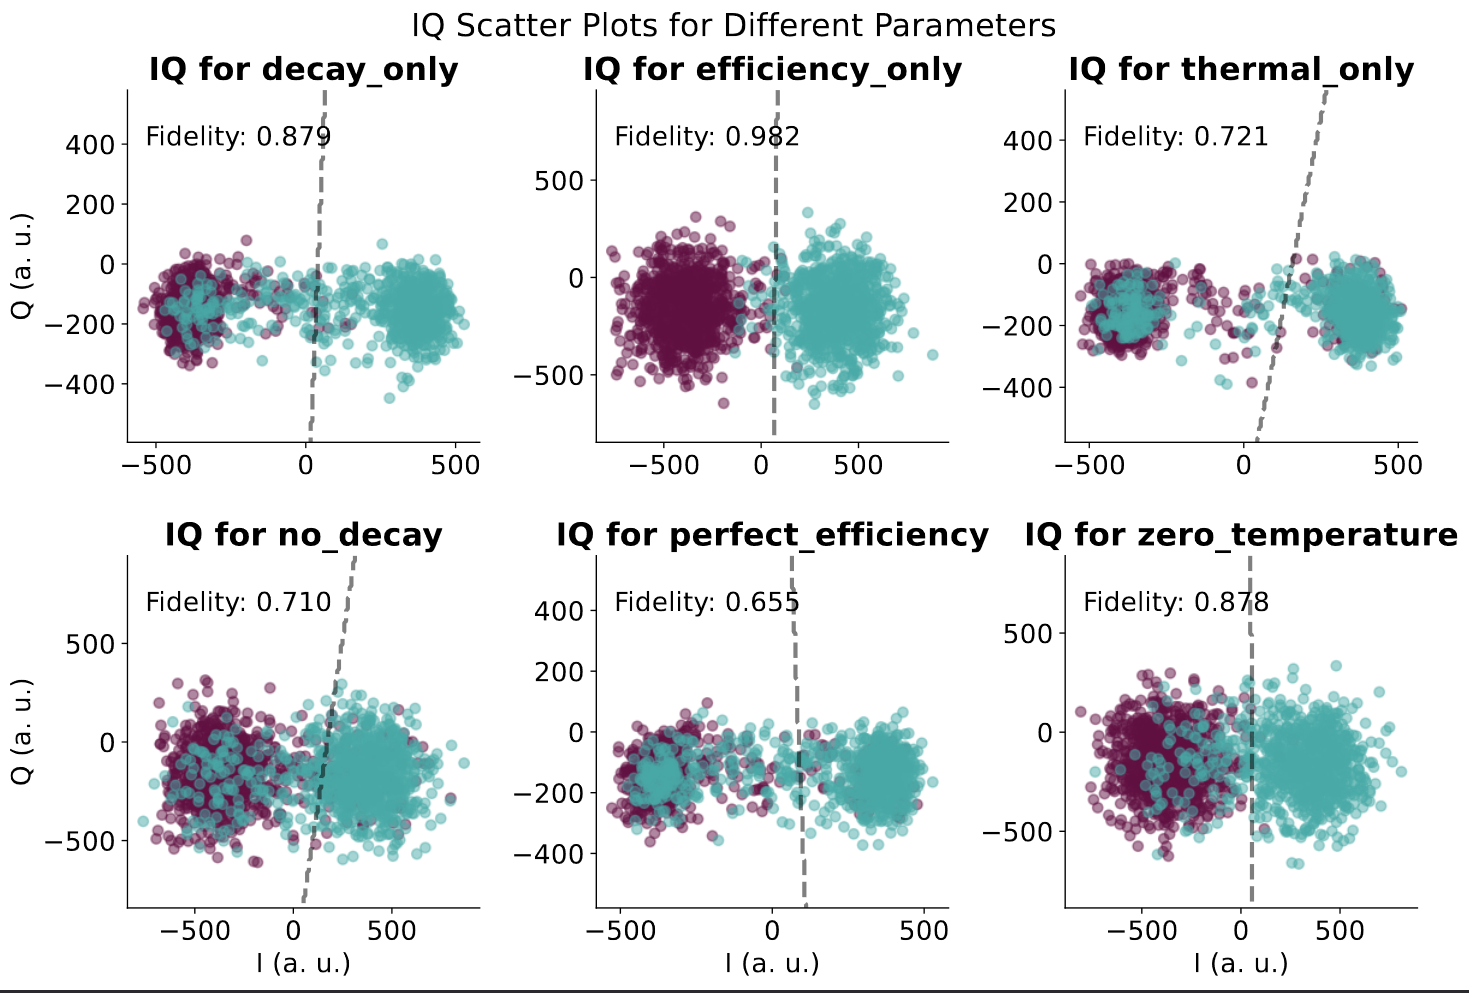 IQ Scatter Plots for Different Parameters
IQ for decay_only
Fidelity: 0.879
Q (a. u.)
400
200
0
−200
−400
−500
0
500
IQ for efficiency_only
Fidelity: 0.982
500
0
−500
−500
0
500
IQ for thermal_only
Fidelity: 0.721
400
200
0
−200
−400
−500
0
500
IQ for no_decay
Fidelity: 0.710
Q (a. u.)
500
0
−500
−500
0
500
I (a. u.)
IQ for perfect_efficiency
Fidelity: 0.655
400
200
0
−200
−400
−500
0
500
I (a. u.)
IQ for zero_temperature
Fidelity: 0.878
500
0
−500
−500
0
500
I (a. u.)